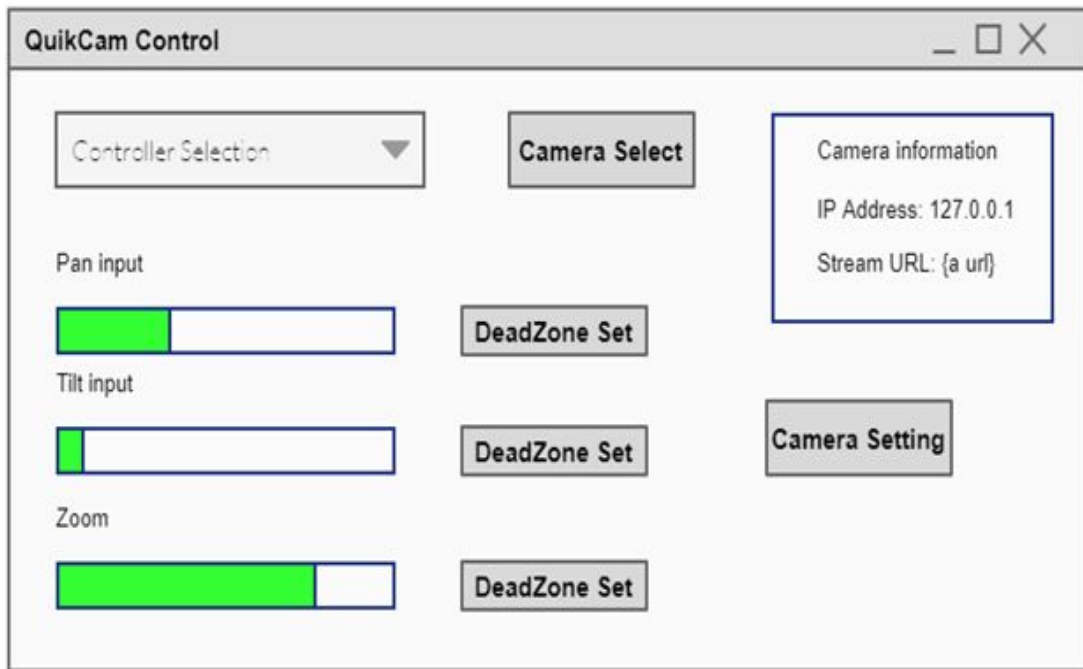 QuikCam Control
Controller Selection
Camera Select
Camera information
IP Address: 127.0.0.1
Stream URL: {a url}
Pan input
DeadZone Set
Tilt input
DeadZone Set
Camera Setting
Zoom
DeadZone Set